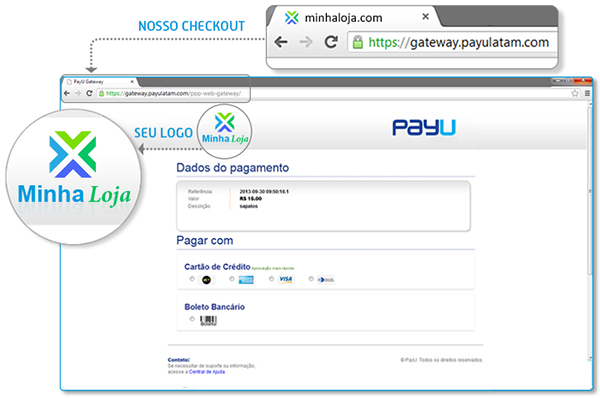 NOSSO CHECKOUT
minhaloja.com
https://gateway.payulatam.com
PayU Gateway
https://gateway.payulatam.com/ppp-web-gateway/
SEU LOGO
Minha Loja
Minha Loja
PayU
Dados do pagamento
Referência 2013-09-30 09:50:18.1
Valor R$ 15.00
Descrição sapatos
Pagar com
Cartão de Crédito Aprovação mais rápida
VISA
Boleto Bancário
Boleto
Contato:
Se necessitar de suporte ou informação,
acesse a Central de Ajuda.
© PayU. Todos os direitos reservados.